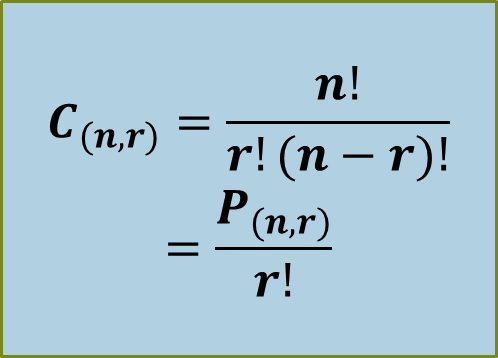 C(n,r) = n! / r!(n − r)!
= P(n,r) / r!